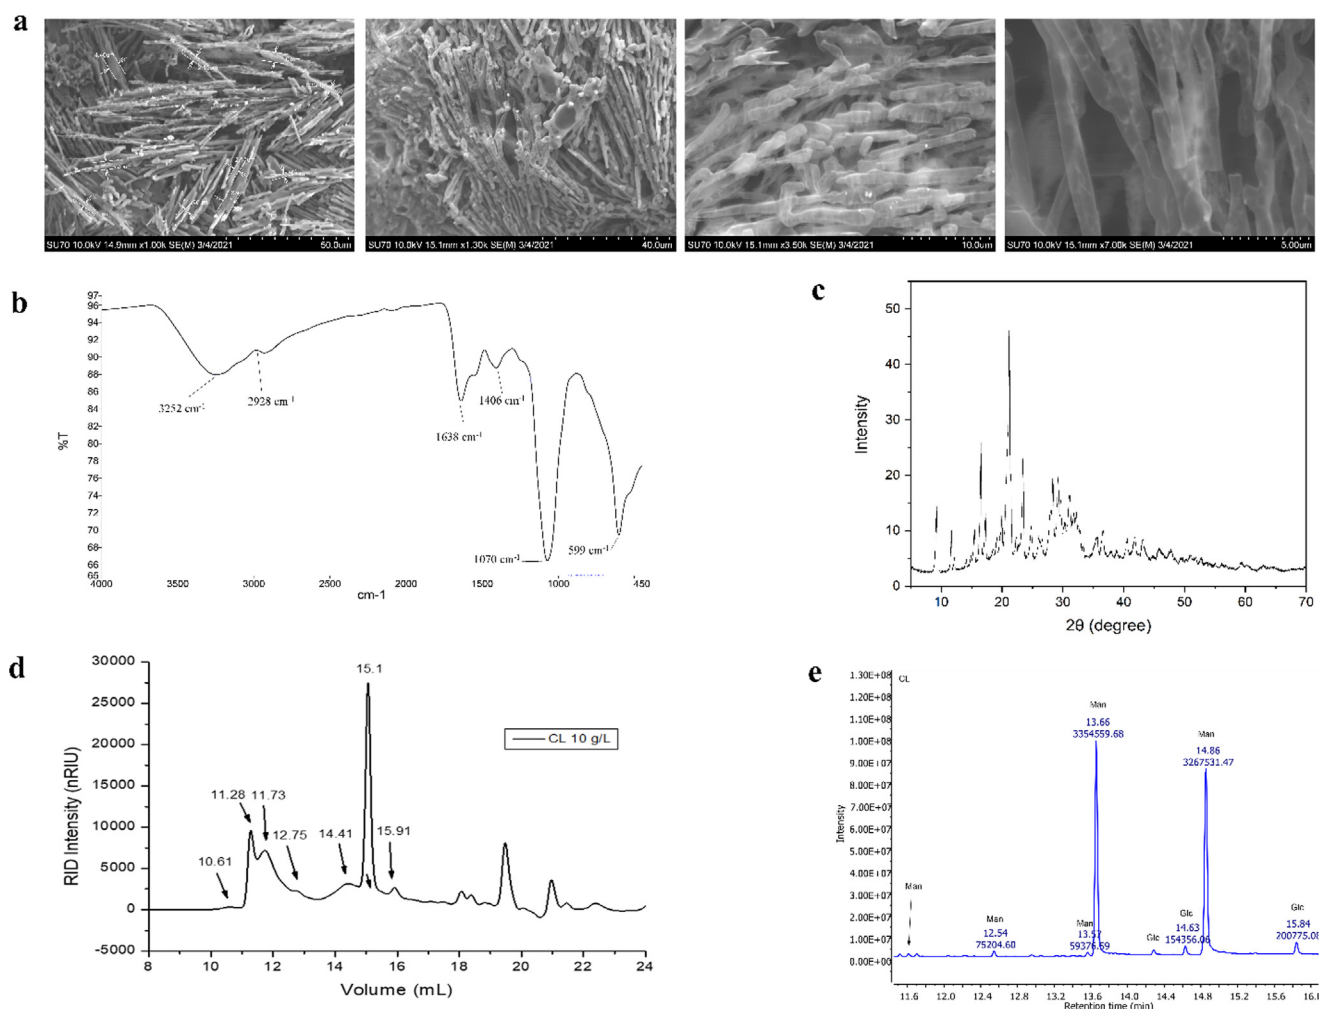 a
SU70 10.0kV 14.9mm x1.00k SE(M) 3/4/2021 50.0um
SU70 10.0kV 15.1mm x1.30k SE(M) 3/4/2021 40.0um
SU70 10.0kV 15.1mm x3.50k SE(M) 3/4/2021 10.0um
SU70 10.0kV 15.1mm x7.00k SE(M) 3/4/2021 5.00um
b
97
96
94
92
90
88
86
84
82
80
78
76
74
72
70
68
66
65
%T
3252 cm-1
2928 cm-1
1638 cm-1
1406 cm-1
1070 cm-1
599 cm-1
4000 3000 2000 1500 1000 450
cm-1
c
50
40
30
20
10
0
Intensity
10 20 30 40 50 60 70
2θ (degree)
d
30000
25000
20000
15000
10000
5000
0
-5000
RID Intensity (nRIU)
15.1
CL 10 g/L
11.28 11.73
12.75 14.41 15.91
10.61
8 10 12 14 16 18 20 22 24
Volume (mL)
e
1.30E+08
1.20E+08
1.10E+08
1.00E+08
9.00E+07
8.00E+07
7.00E+07
6.00E+07
5.00E+07
4.00E+07
3.00E+07
2.00E+07
1.00E+07
0.00E+00
Intensity
CL
Man
13.66
3354559.68
Man
14.86
3267531.47
Man
Man
12.54
75204.60
Man
13.57
59376.59
Glc
Glc
14.63
154356.06
Glc
15.84
200775.08
11.6 12.0 12.4 12.8 13.2 13.6 14.0 14.4 14.8 15.2 15.6 16.0
Retention time (min)